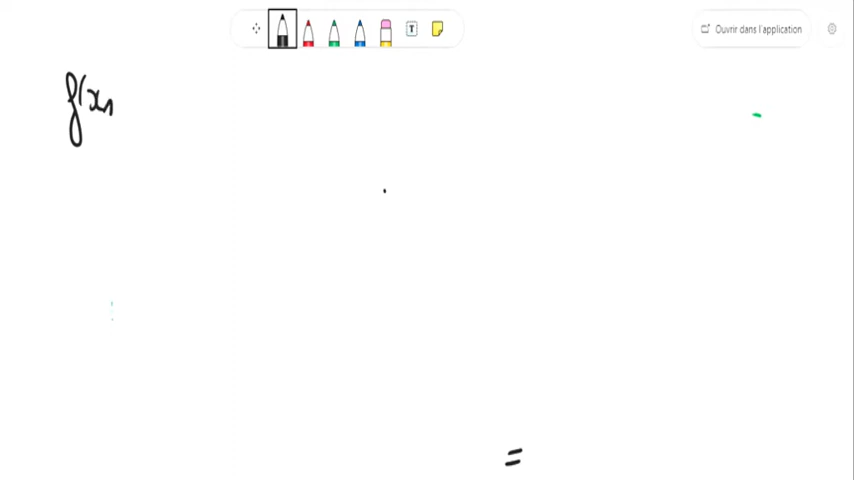 T Ouvrir dans l'application
f(x
=